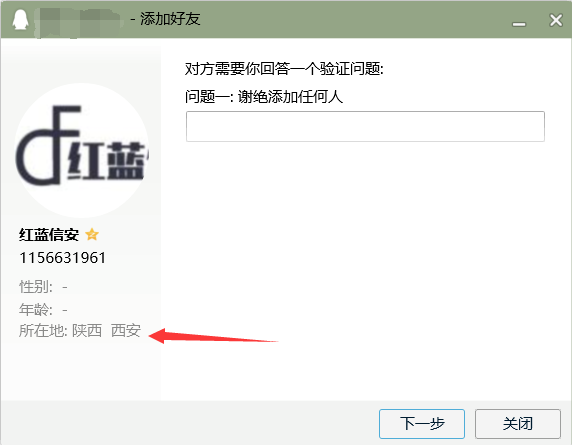 - 添加好友
对方需要你回答一个验证问题:
问题一: 谢绝添加任何人
红蓝
红蓝信安
1156631961
性别: -
年龄: -
所在地: 陕西 西安
下一步
关闭